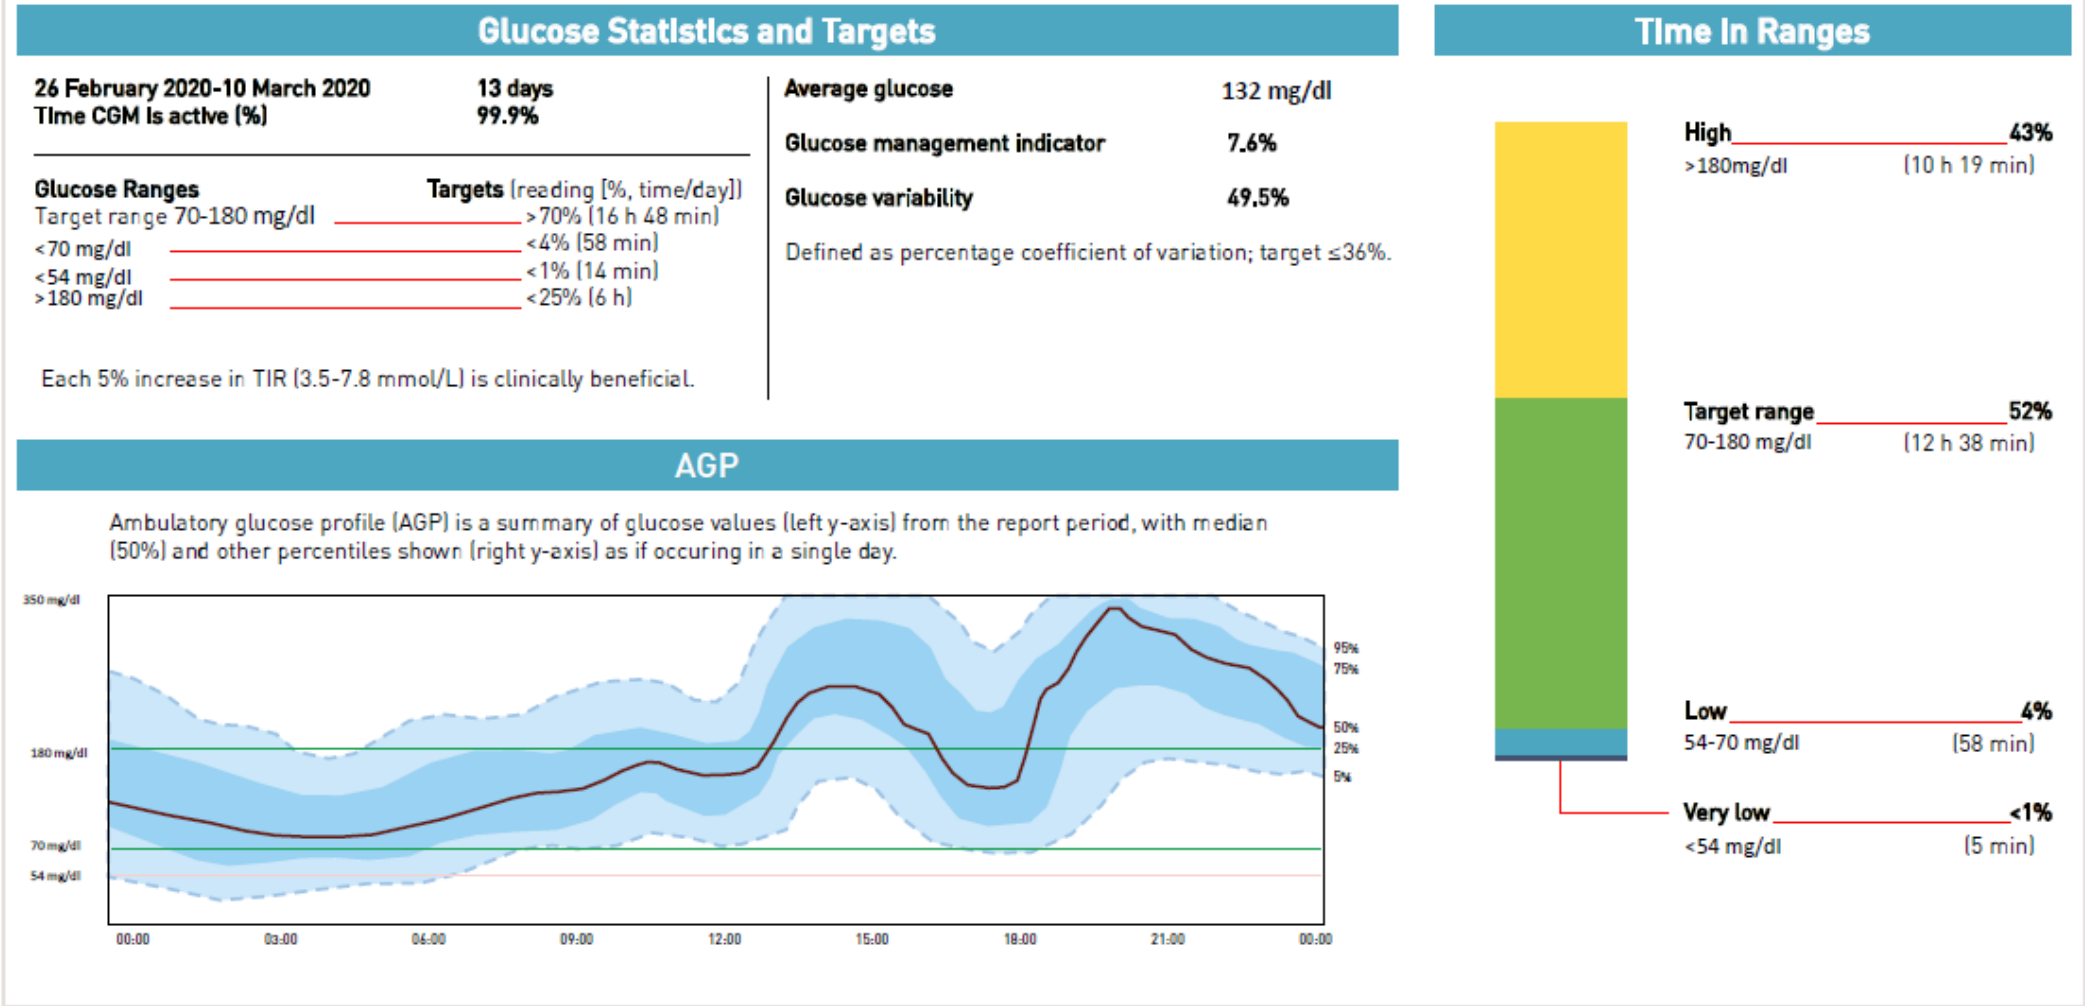 Glucose Statistics and Targets
26 February 2020-10 March 2020 13 days
Time CGM is active (%) 99.9%
Glucose Ranges Targets (reading [%, time/day])
Target range 70-180 mg/dl >70% (16 h 48 min)
<70 mg/dl <4% (58 min)
<54 mg/dl <1% (14 min)
>180 mg/dl <25% (6 h)
Each 5% increase in TIR (3.5-7.8 mmol/L) is clinically beneficial.
Average glucose 132 mg/dl
Glucose management indicator 7.6%
Glucose variability 49.5%
Defined as percentage coefficient of variation; target ≤36%.
Time In Ranges
High 43%
>180mg/dl (10 h 19 min)
Target range 52%
70-180 mg/dl (12 h 38 min)
Low 4%
54-70 mg/dl (58 min)
Very low <1%
<54 mg/dl (5 min)
AGP
Ambulatory glucose profile (AGP) is a summary of glucose values (left y-axis) from the report period, with median
(50%) and other percentiles shown (right y-axis) as if occuring in a single day.
350 mg/dl
180 mg/dl
70 mg/dl
54 mg/dl
95%
75%
50%
25%
5%
00:00 03:00 06:00 09:00 12:00 15:00 18:00 21:00 00:00